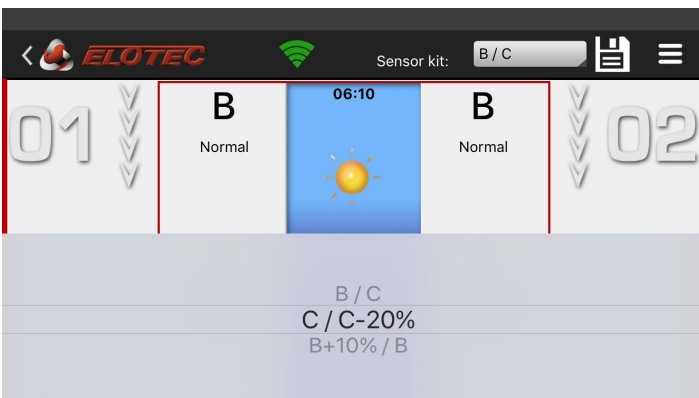 ELOTEC
Sensor kit: B / C
01 B 06:10 B 02
Normal Normal
B / C
C / C-20%
B+10% / B